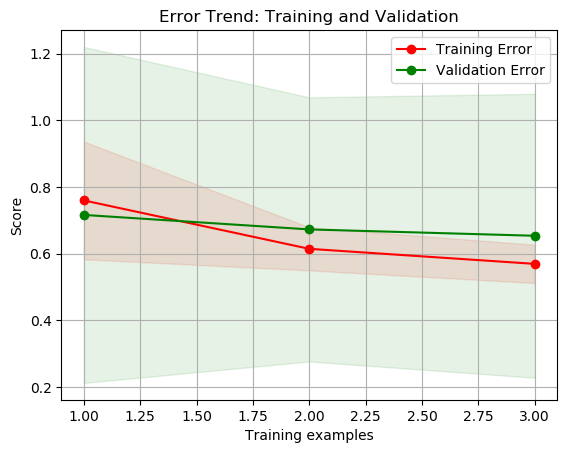 Error Trend: Training and Validation
Training Error
Validation Error
Score
1.2
1.0
0.8
0.6
0.4
0.2
1.00 1.25 1.50 1.75 2.00 2.25 2.50 2.75 3.00
Training examples